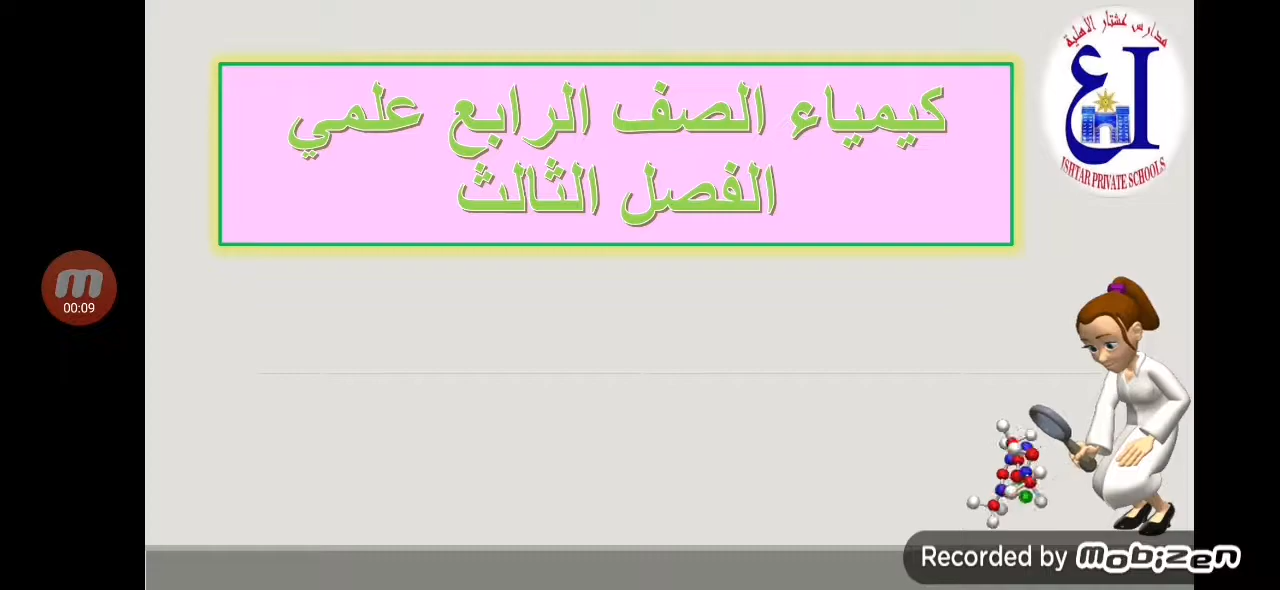 مدارس عشتار الأهلية
ع I
ISHTAR PRIVATE SCHOOLS
كيمياء الصف الرابع علمي
الفصل الثالث
m
00:09
Recorded by Mobizen